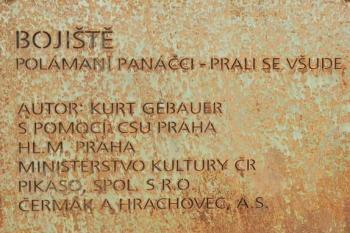 BOJIŠTĚ
POLÁMANÍ PANÁČCI - PRALI SE VŠUDE
AUTOR: KURT GEBAUER
S POMOCÍ: CSU PRAHA
HL.M. PRAHA
MINISTERSTVO KULTURY ČR
PIKASO, SPOL. S R.O.
ČERMÁK A HRACHOVEC, A.S.